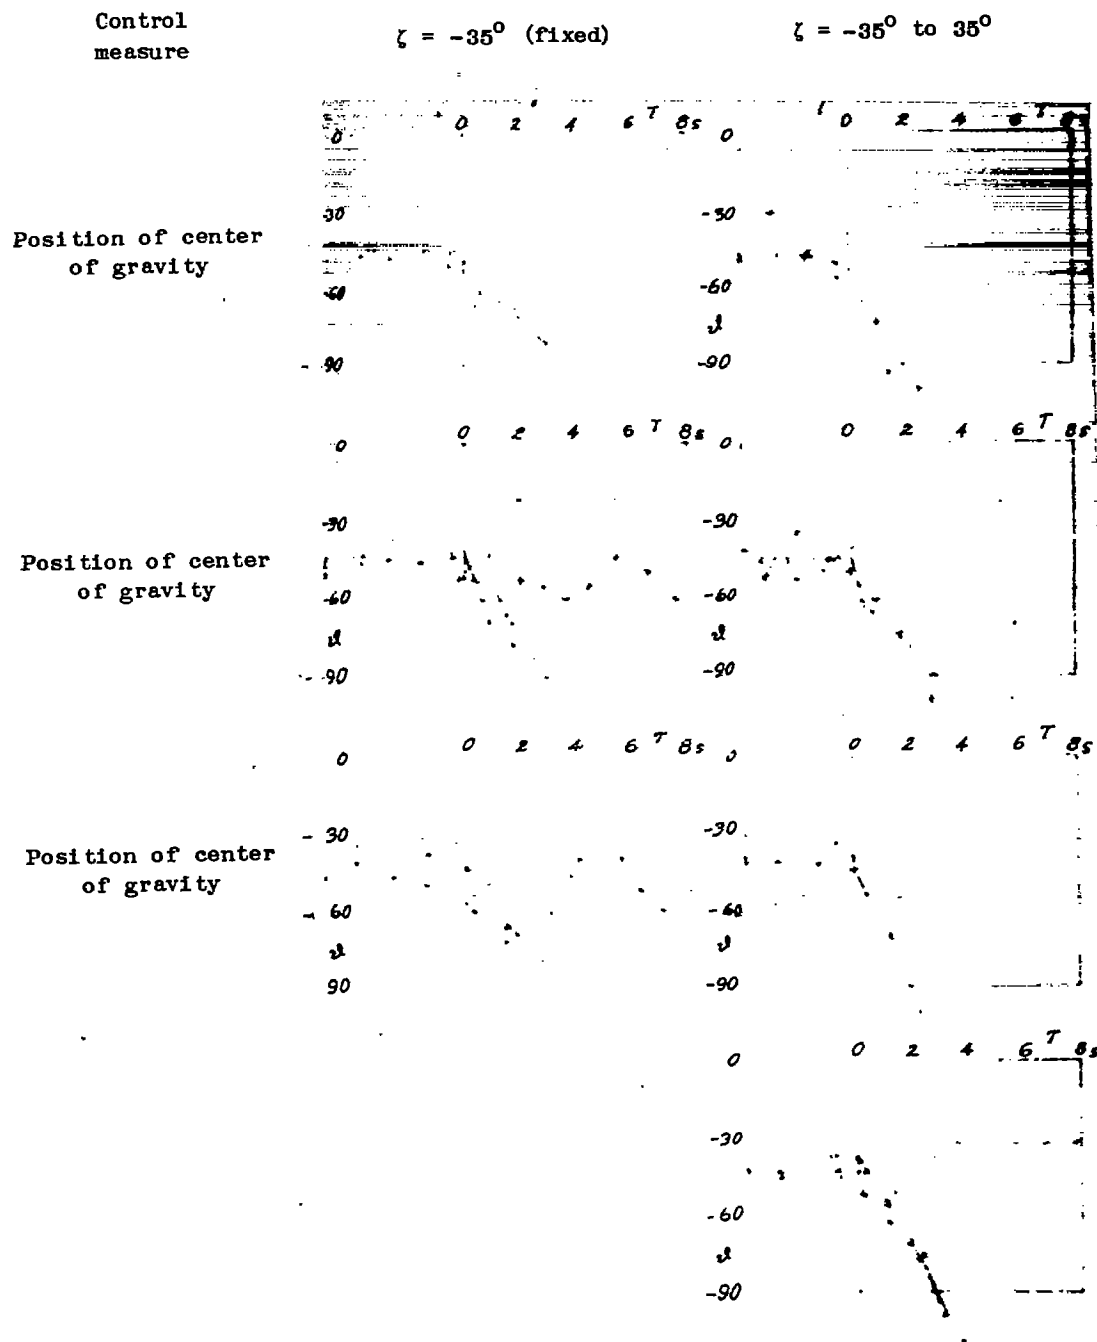 Control
measure
ζ = -35° (fixed)
ζ = -35° to 35°
0 2 4 6 T 8s
0
-30
-60
-90
0 2 4 6 T 8s
0
-30
-60
ϑ
-90
Position of center
of gravity
0 2 4 6 T 8s
0
-30
-60
ϑ
-90
0 2 4 6 T 8s
0
-30
-60
ϑ
-90
Position of center
of gravity
0 2 4 6 T 8s
0
- 30
- 60
ϑ
90
0 2 4 6 T 8s
0
-30
-60
ϑ
-90
Position of center
of gravity
0 2 4 6 T 8s
0
-30
-60
ϑ
-90